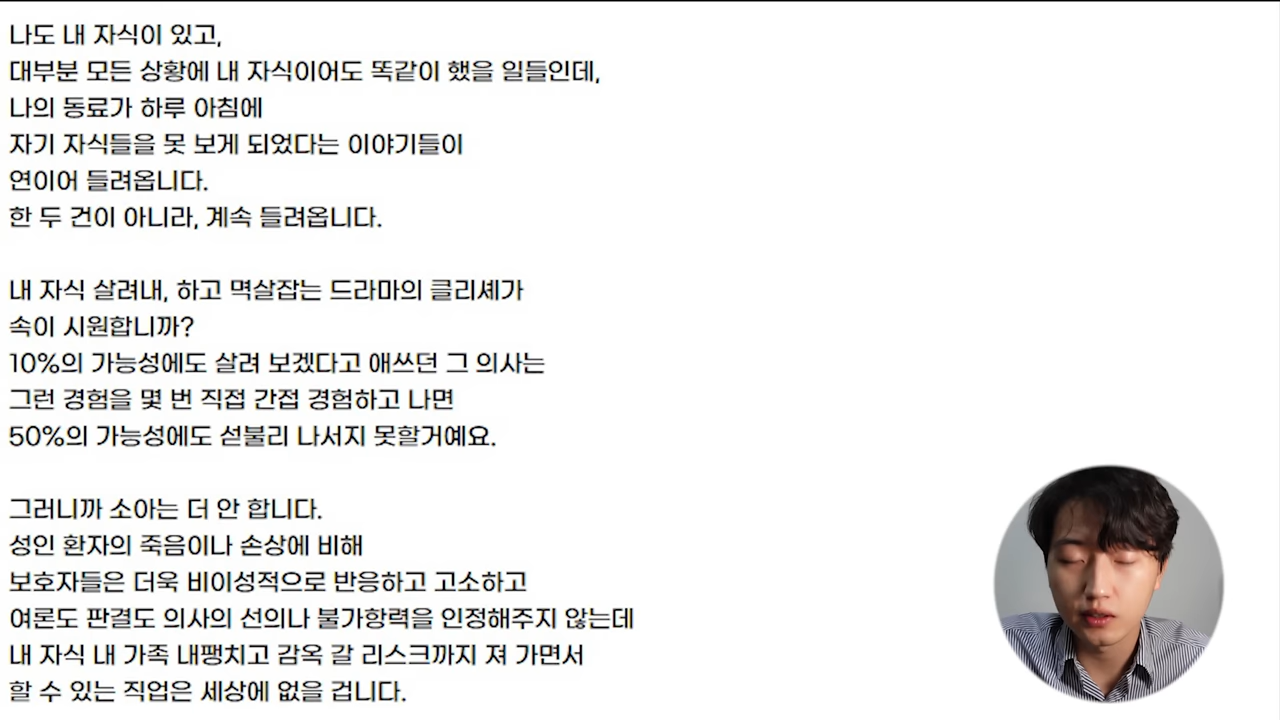 나도 내 자식이 있고,
대부분 모든 상황에 내 자식이어도 똑같이 했을 일들인데,
나의 동료가 하루 아침에
자기 자식들을 못 보게 되었다는 이야기들이
연이어 들려옵니다.
한 두 건이 아니라, 계속 들려옵니다.
내 자식 살려내, 하고 멱살잡는 드라마의 클리셰가
속이 시원합니까?
10%의 가능성에도 살려 보겠다고 애쓰던 그 의사는
그런 경험을 몇 번 직접 간접 경험하고 나면
50%의 가능성에도 섣불리 나서지 못할거예요.
그러니까 소아는 더 안 합니다.
성인 환자의 죽음이나 손상에 비해
보호자들은 더욱 비이성적으로 반응하고 고소하고
여론도 판결도 의사의 선의나 불가항력을 인정해주지 않는데
내 자식 내 가족 내팽치고 감옥 갈 리스크까지 져 가면서
할 수 있는 직업은 세상에 없을 겁니다.